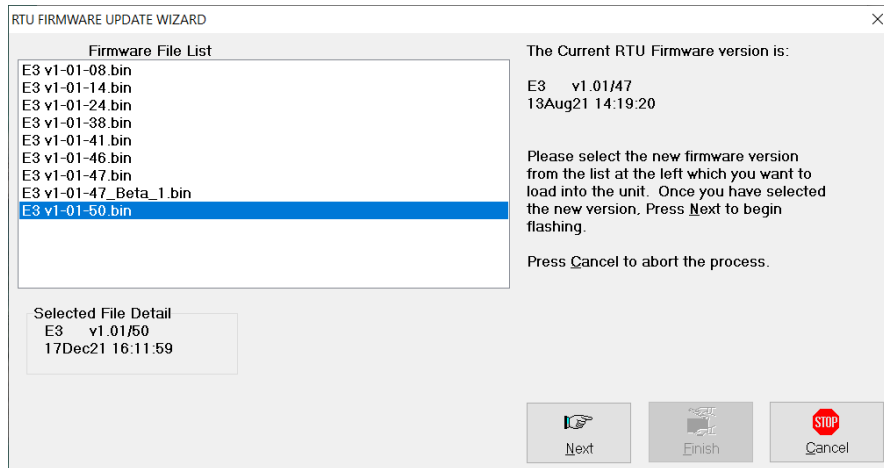 RTU FIRMWARE UPDATE WIZARD
Firmware File List
E3 v1-01-08.bin
E3 v1-01-14.bin
E3 v1-01-24.bin
E3 v1-01-38.bin
E3 v1-01-41.bin
E3 v1-01-46.bin
E3 v1-01-47.bin
E3 v1-01-47_Beta_1.bin
E3 v1-01-50.bin
Selected File Detail
E3 v1.01/50
17Dec21 16:11:59
The Current RTU Firmware version is:
E3 v1.01/47
13Aug21 14:19:20
Please select the new firmware version
from the list at the left which you want to
load into the unit. Once you have selected
the new version, Press Next to begin
flashing.
Press Cancel to abort the process.
Next
Finish
STOP
Cancel